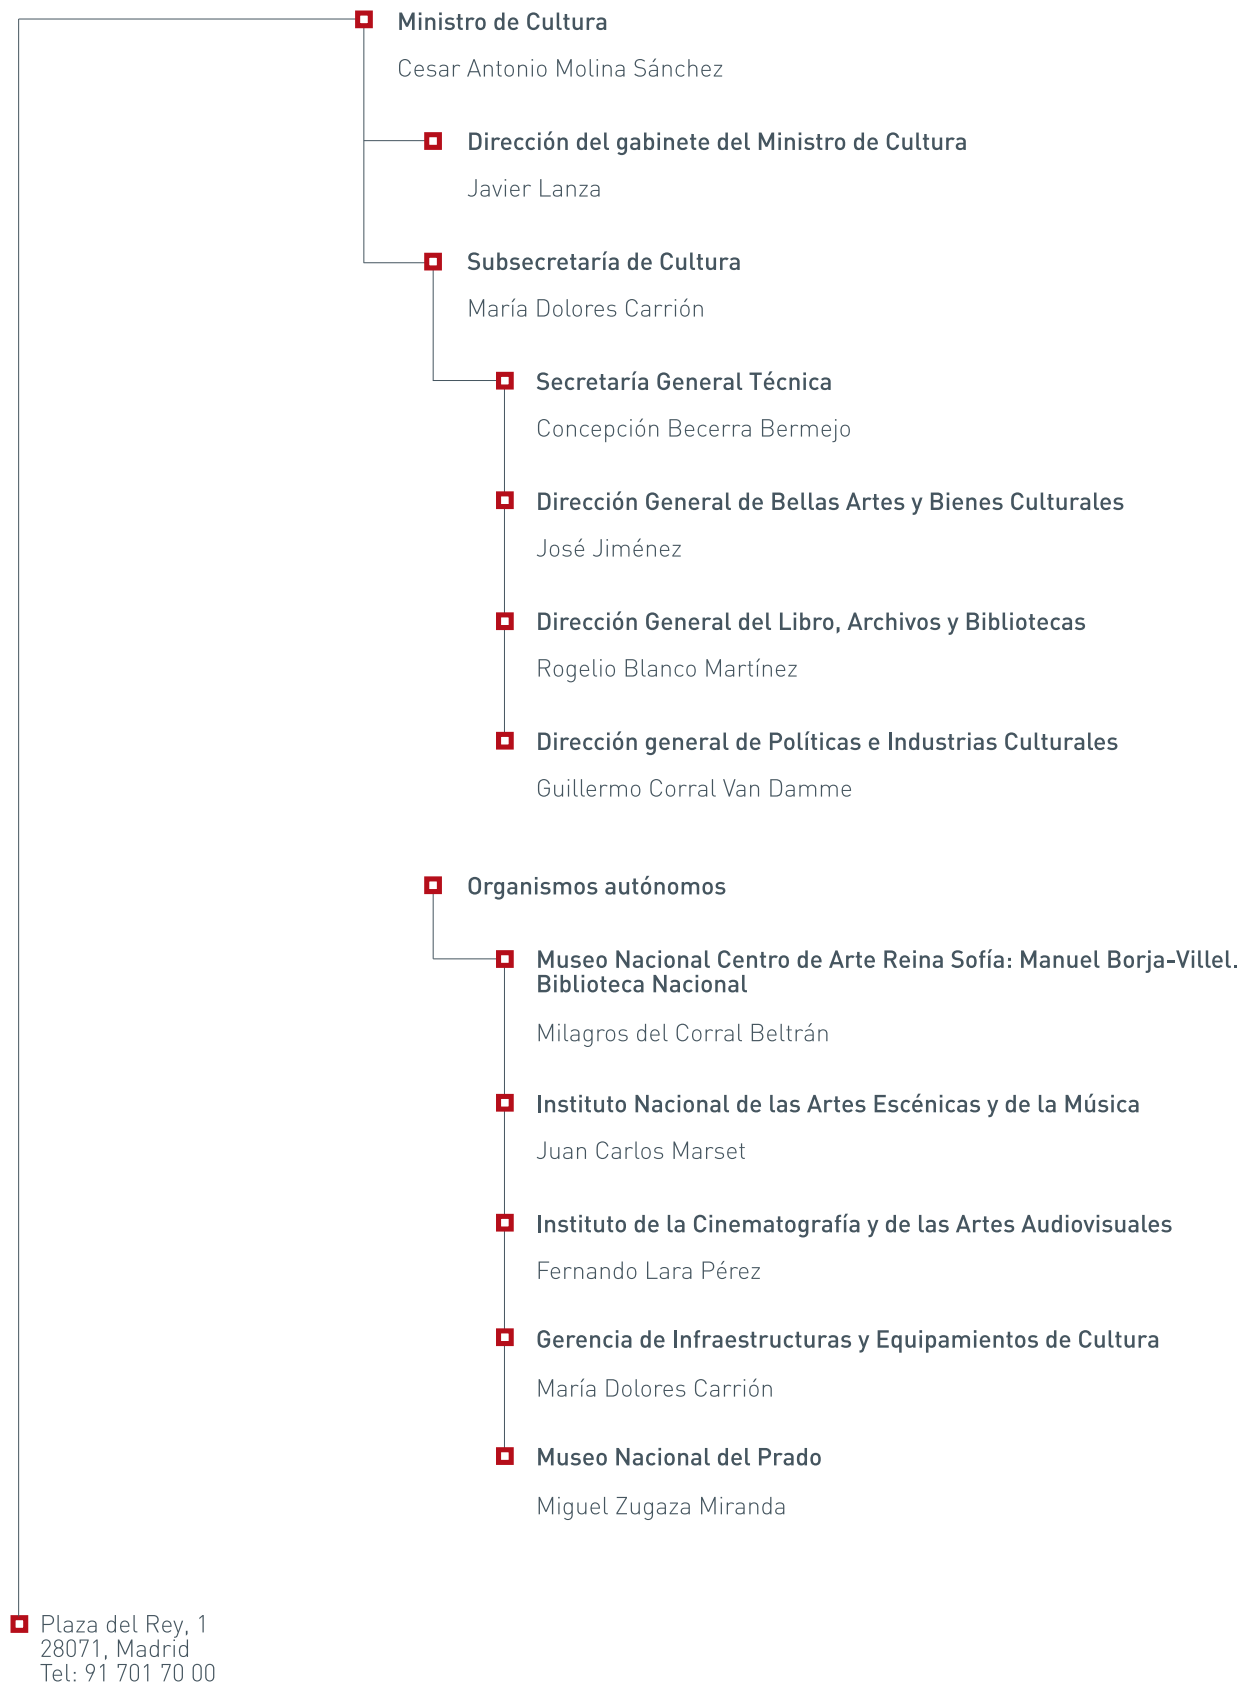 Ministro de Cultura
Cesar Antonio Molina Sánchez
Dirección del gabinete del Ministro de Cultura
Javier Lanza
Subsecretaría de Cultura
María Dolores Carrión
Secretaría General Técnica
Concepción Becerra Bermejo
Dirección General de Bellas Artes y Bienes Culturales
José Jiménez
Dirección General del Libro, Archivos y Bibliotecas
Rogelio Blanco Martínez
Dirección general de Políticas e Industrias Culturales
Guillermo Corral Van Damme
Organismos autónomos
Museo Nacional Centro de Arte Reina Sofía: Manuel Borja-Villel.
Biblioteca Nacional
Milagros del Corral Beltrán
Instituto Nacional de las Artes Escénicas y de la Música
Juan Carlos Marset
Instituto de la Cinematografía y de las Artes Audiovisuales
Fernando Lara Pérez
Gerencia de Infraestructuras y Equipamientos de Cultura
María Dolores Carrión
Museo Nacional del Prado
Miguel Zugaza Miranda
Plaza del Rey, 1
28071, Madrid
Tel: 91 701 70 00